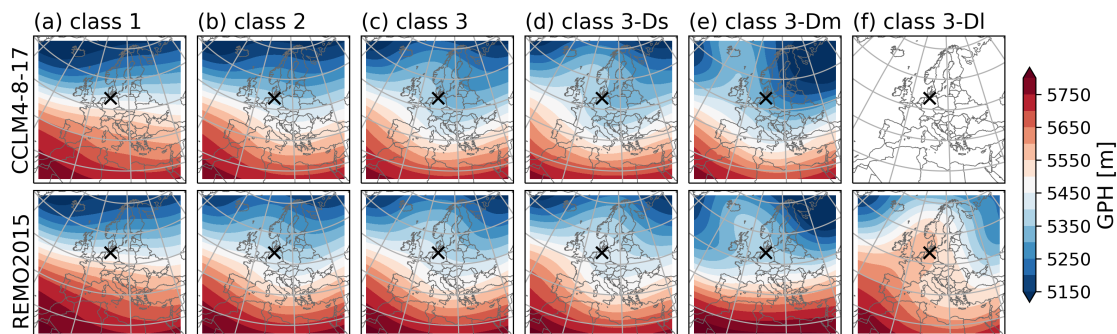 (a) class 1 (b) class 2 (c) class 3 (d) class 3-Ds (e) class 3-Dm (f) class 3-Dl
CCLM4-8-17
REMO2015
5750
5650
5550
5450
5350
5250
5150
GPH [m]